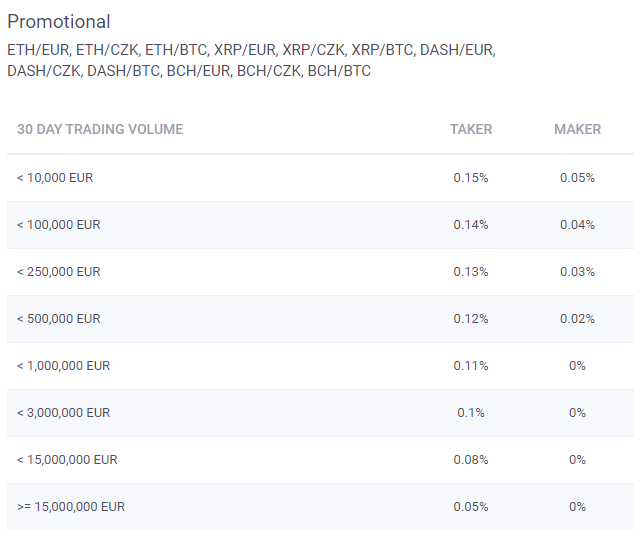 Promotional
ETH/EUR, ETH/CZK, ETH/BTC, XRP/EUR, XRP/CZK, XRP/BTC, DASH/EUR,
DASH/CZK, DASH/BTC, BCH/EUR, BCH/CZK, BCH/BTC
30 DAY TRADING VOLUME TAKER MAKER
< 10,000 EUR 0.15% 0.05%
< 100,000 EUR 0.14% 0.04%
< 250,000 EUR 0.13% 0.03%
< 500,000 EUR 0.12% 0.02%
< 1,000,000 EUR 0.11% 0%
< 3,000,000 EUR 0.1% 0%
< 15,000,000 EUR 0.08% 0%
>= 15,000,000 EUR 0.05% 0%